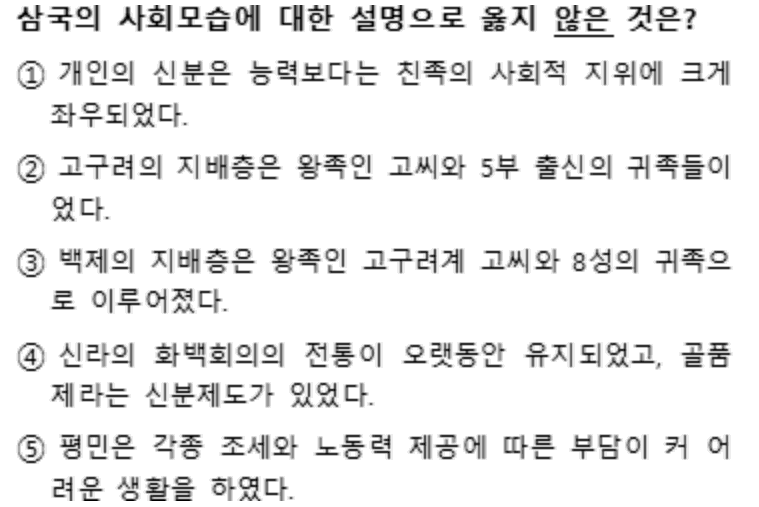 삼국의 사회모습에 대한 설명으로 옳지 않은 것은?
① 개인의 신분은 능력보다는 친족의 사회적 지위에 크게
좌우되었다.
② 고구려의 지배층은 왕족인 고씨와 5부 출신의 귀족들이
었다.
③ 백제의 지배층은 왕족인 고구려계 고씨와 8성의 귀족으
로 이루어졌다.
④ 신라의 화백회의의 전통이 오랫동안 유지되었고, 골품
제라는 신분제도가 있었다.
⑤ 평민은 각종 조세와 노동력 제공에 따른 부담이 커 어
려운 생활을 하였다.